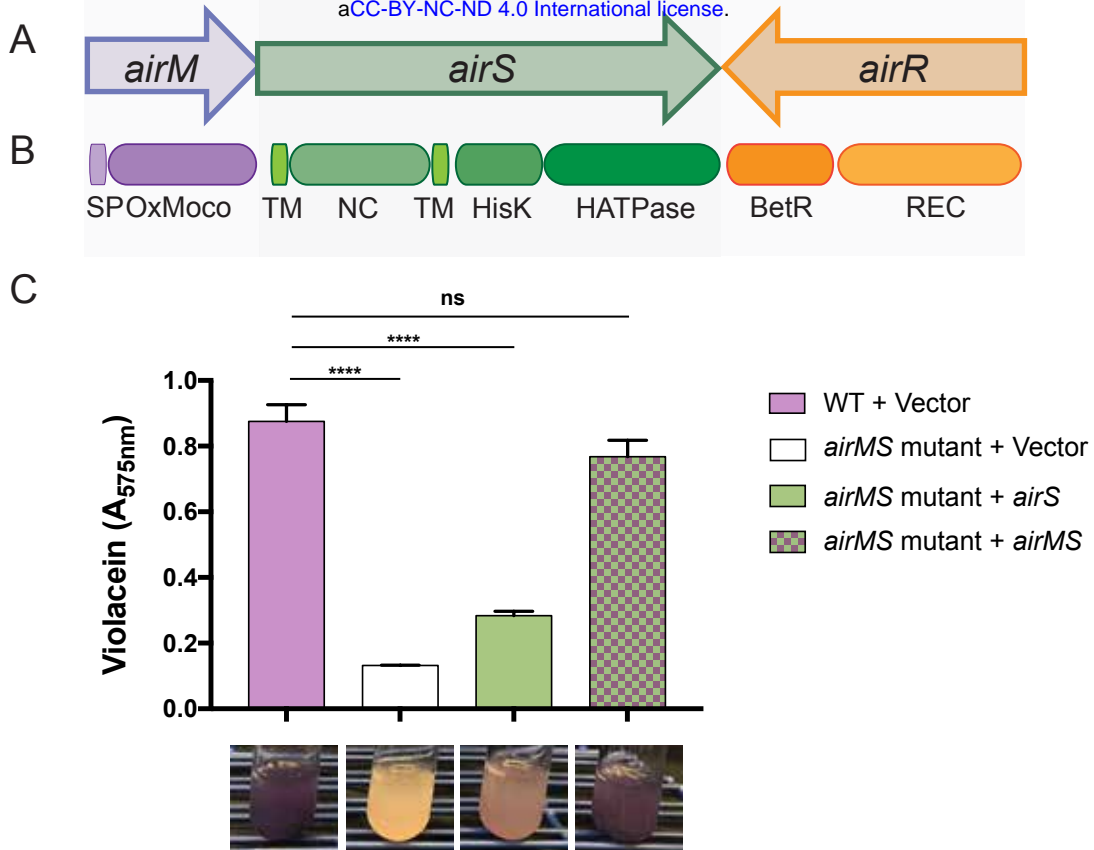 aCC-BY-NC-ND 4.0 International license.
A
airM airS airR
B
SP OxMoco TM NC TM HisK HATPase BetR REC
C
ns
****
****
1.0
0.8
0.6
0.4
0.2
0.0
Violacein (A575nm)
WT + Vector
airMS mutant + Vector
airMS mutant + airS
airMS mutant + airMS